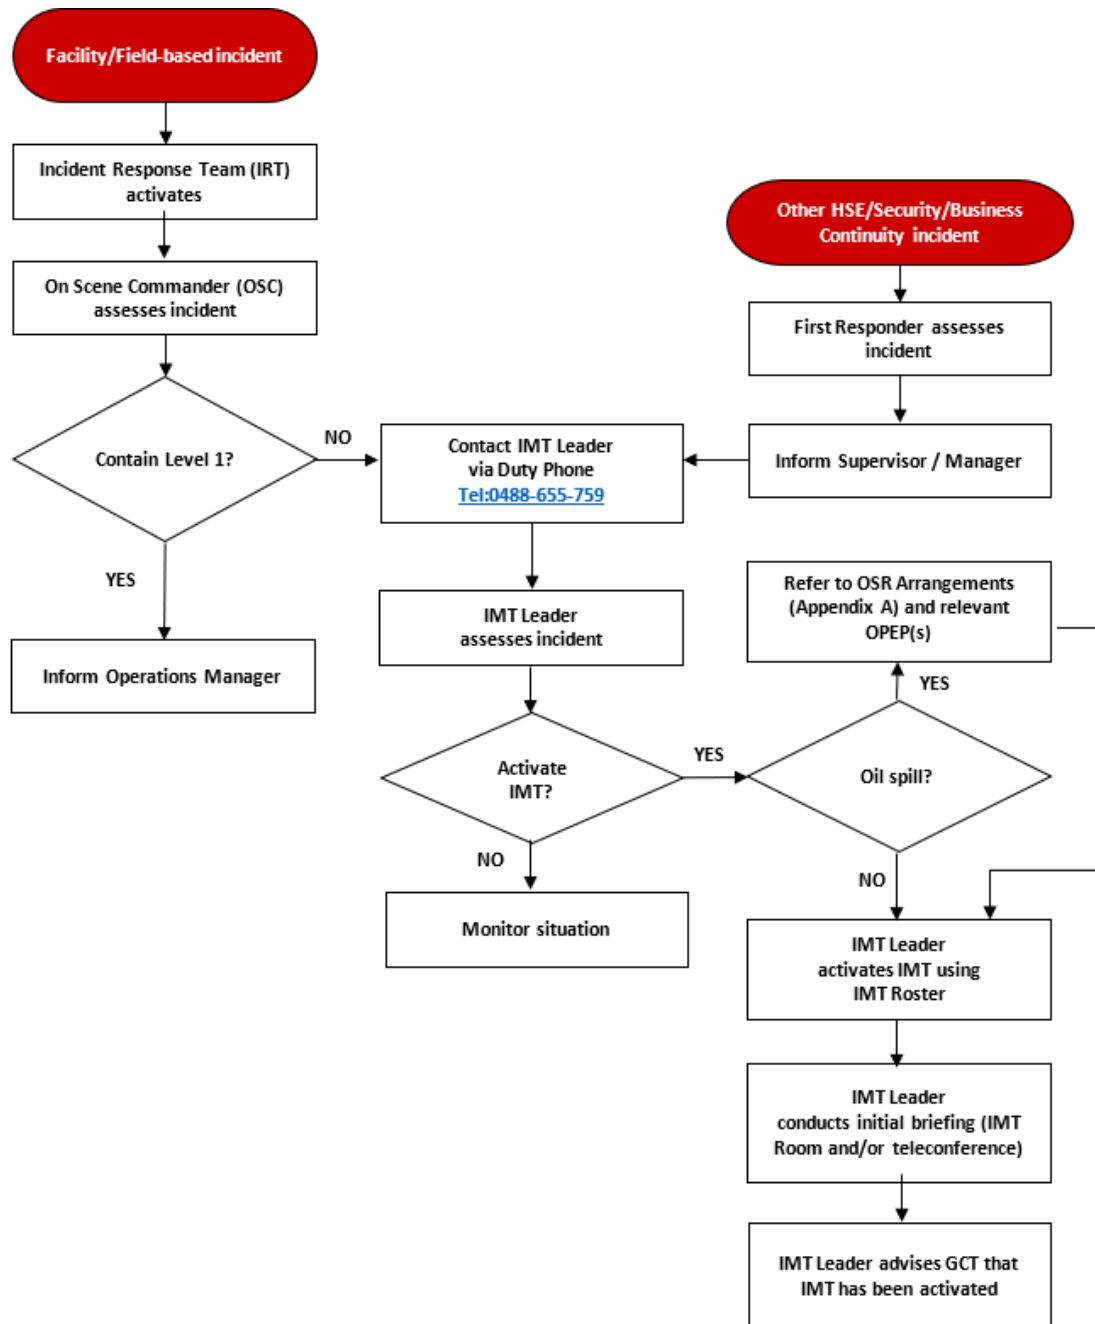 Facility/Field-based incident
Incident Response Team (IRT)
activates
On Scene Commander (OSC)
assesses incident
Contain Level 1?
NO
YES
Inform Operations Manager
Other HSE/Security/Business
Continuity incident
First Responder assesses
incident
Inform Supervisor / Manager
Contact IMT Leader
via Duty Phone
Tel:0488-655-759
IMT Leader
assesses incident
Activate
IMT?
YES
NO
Monitor situation
Refer to OSR Arrangements
(Appendix A) and relevant
OPEP(s)
YES
Oil spill?
NO
IMT Leader
activates IMT using
IMT Roster
IMT Leader
conducts initial briefing (IMT
Room and/or teleconference)
IMT Leader advises GCT that
IMT has been activated